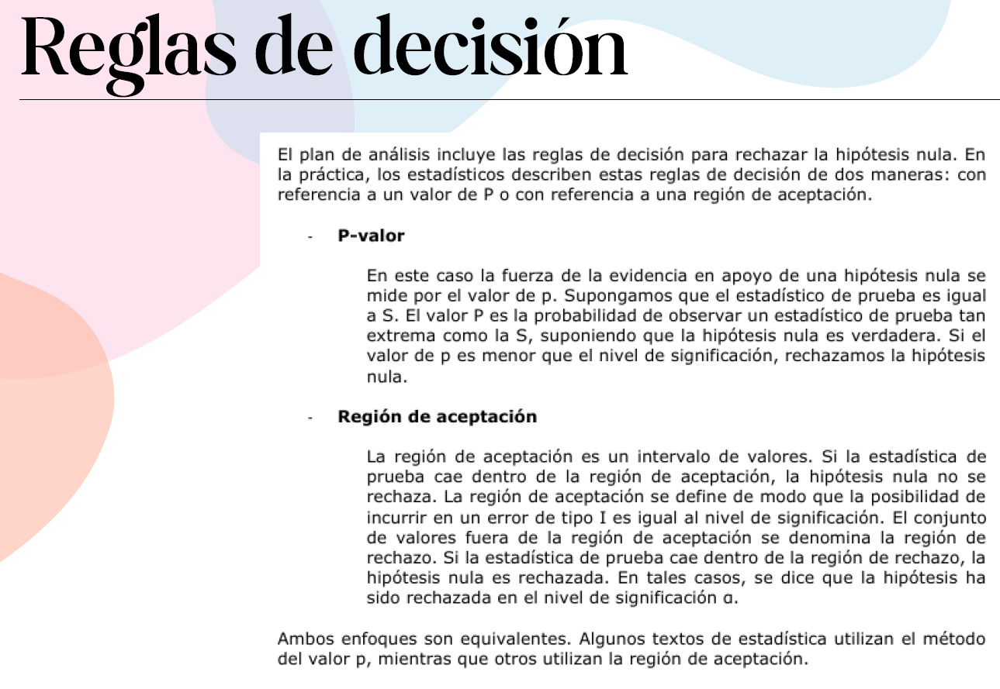 Reglas de decisión
El plan de análisis incluye las reglas de decisión para rechazar la hipótesis nula. En
la práctica, los estadísticos describen estas reglas de decisión de dos maneras: con
referencia a un valor de P o con referencia a una región de aceptación.
- P-valor
En este caso la fuerza de la evidencia en apoyo de una hipótesis nula se
mide por el valor de p. Supongamos que el estadístico de prueba es igual
a S. El valor P es la probabilidad de observar un estadístico de prueba tan
extrema como la S, suponiendo que la hipótesis nula es verdadera. Si el
valor de p es menor que el nivel de significación, rechazamos la hipótesis
nula.
- Región de aceptación
La región de aceptación es un intervalo de valores. Si la estadística de
prueba cae dentro de la región de aceptación, la hipótesis nula no se
rechaza. La región de aceptación se define de modo que la posibilidad de
incurrir en un error de tipo I es igual al nivel de significación. El conjunto
de valores fuera de la región de aceptación se denomina la región de
rechazo. Si la estadística de prueba cae dentro de la región de rechazo, la
hipótesis nula es rechazada. En tales casos, se dice que la hipótesis ha
sido rechazada en el nivel de significación α.
Ambos enfoques son equivalentes. Algunos textos de estadística utilizan el método
del valor p, mientras que otros utilizan la región de aceptación.